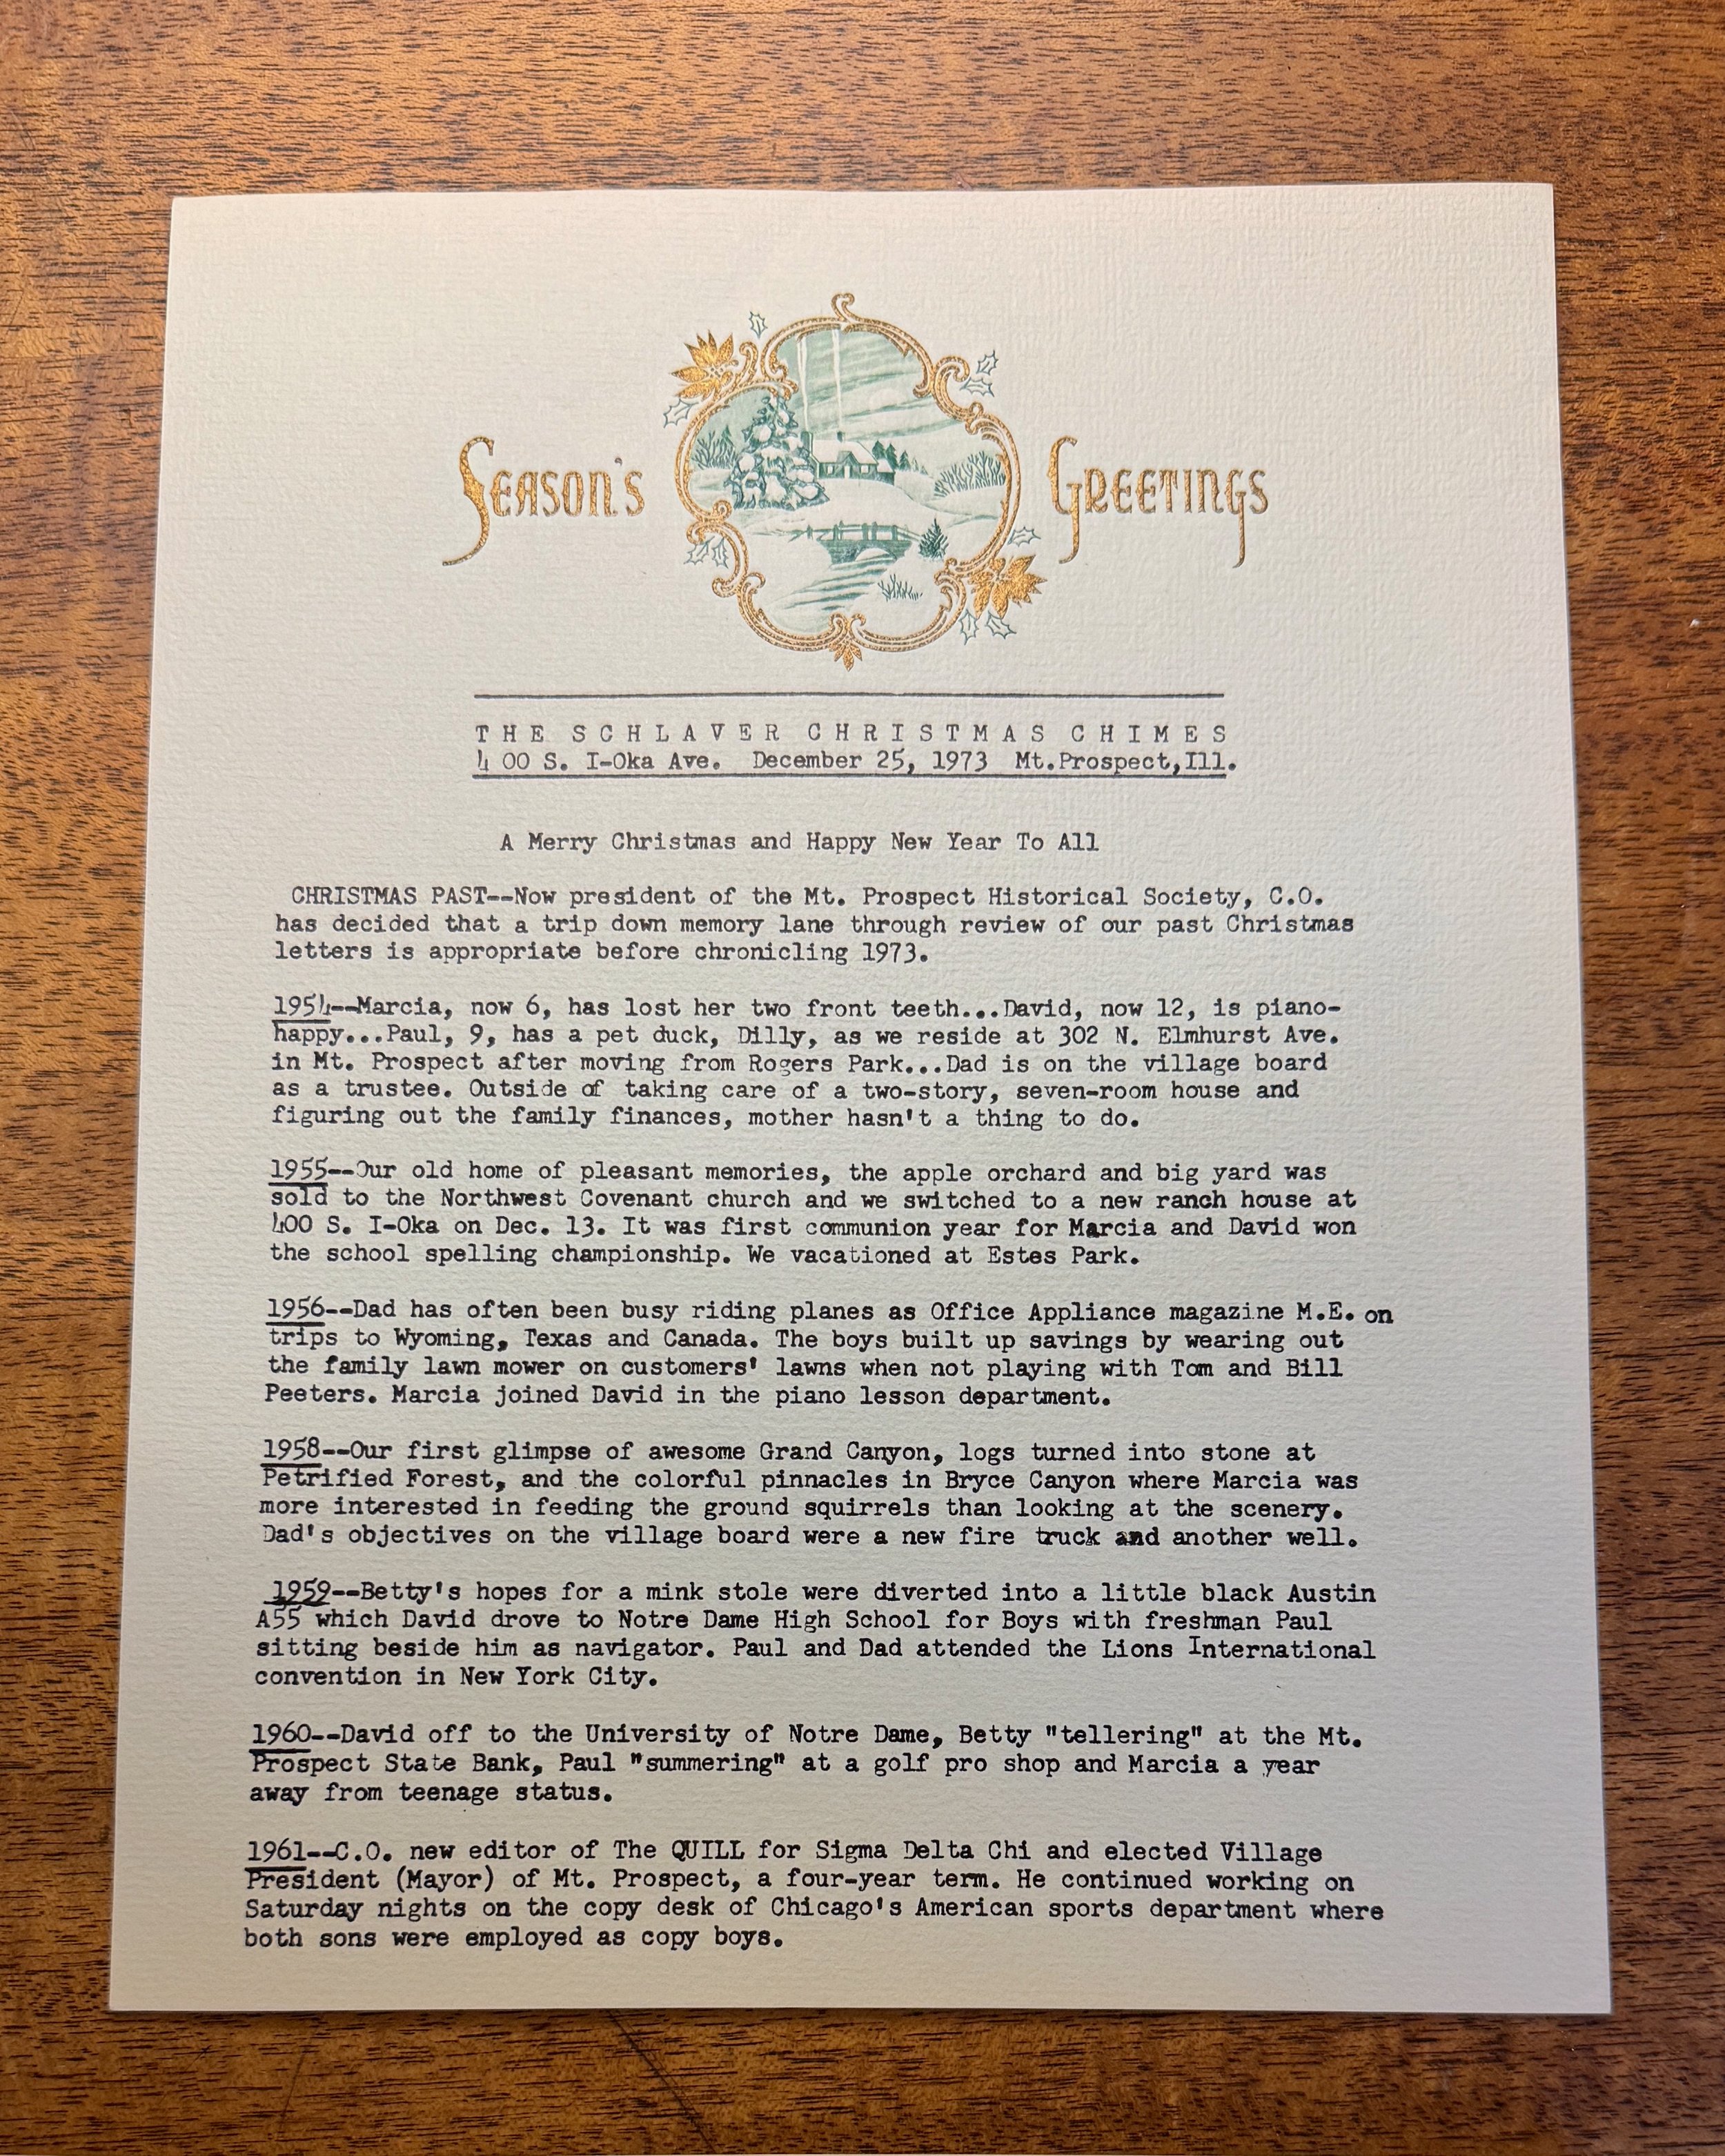 SEASON'S GREETINGS
THE SCHLAVER CHRISTMAS CHIMES
400 S. I-Oka Ave. December 25, 1973 Mt.Prospect,Ill.
A Merry Christmas and Happy New Year To All
CHRISTMAS PAST--Now president of the Mt. Prospect Historical Society, C.O.
has decided that a trip down memory lane through review of our past Christmas
letters is appropriate before chronicling 1973.
1954--Marcia, now 6, has lost her two front teeth...David, now 12, is piano-
happy...Paul, 9, has a pet duck, Dilly, as we reside at 302 N. Elmhurst Ave.
in Mt. Prospect after moving from Rogers Park...Dad is on the village board
as a trustee. Outside of taking care of a two-story, seven-room house and
figuring out the family finances, mother hasn't a thing to do.
1955--Our old home of pleasant memories, the apple orchard and big yard was
sold to the Northwest Covenant church and we switched to a new ranch house at
400 S. I-Oka on Dec. 13. It was first communion year for Marcia and David won
the school spelling championship. We vacationed at Estes Park.
1956--Dad has often been busy riding planes as Office Appliance magazine M.E. on
trips to Wyoming, Texas and Canada. The boys built up savings by wearing out
the family lawn mower on customers' lawns when not playing with Tom and Bill
Peeters. Marcia joined David in the piano lesson department.
1958--Our first glimpse of awesome Grand Canyon, logs turned into stone at
Petrified Forest, and the colorful pinnacles in Bryce Canyon where Marcia was
more interested in feeding the ground squirrels than looking at the scenery.
Dad's objectives on the village board were a new fire truck and another well.
1959--Betty's hopes for a mink stole were diverted into a little black Austin
A55 which David drove to Notre Dame High School for Boys with freshman Paul
sitting beside him as navigator. Paul and Dad attended the Lions International
convention in New York City.
1960--David off to the University of Notre Dame, Betty "tellering" at the Mt.
Prospect State Bank, Paul "summering" at a golf pro shop and Marcia a year
away from teenage status.
1961--C.O. new editor of The QUILL for Sigma Delta Chi and elected Village
President (Mayor) of Mt. Prospect, a four-year term. He continued working on
Saturday nights on the copy desk of Chicago's American sports department where
both sons were employed as copy boys.